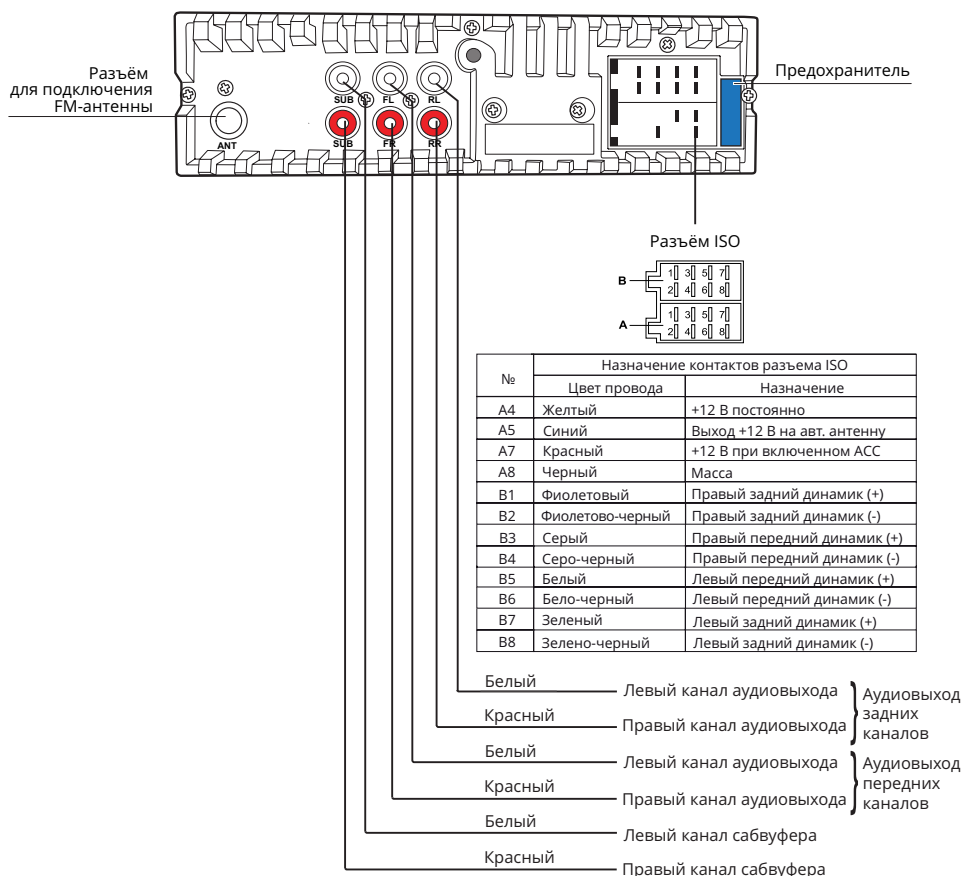 Разъём
для подключения
FM-антенны
Предохранитель
SUB FL RL
ANT SUB FR RR
Разъём ISO
B
1 3 5 7
2 4 6 8
A
1 3 5 7
2 4 6 8
№ Назначение контактов разъема ISO
Цвет провода Назначение
A4 Желтый +12 В постоянно
A5 Синий Выход +12 В на авт. антенну
A7 Красный +12 В при включенном ACC
A8 Черный Масса
B1 Фиолетовый Правый задний динамик (+)
B2 Фиолетово-черный Правый задний динамик (-)
B3 Серый Правый передний динамик (+)
B4 Серо-черный Правый передний динамик (-)
B5 Белый Левый передний динамик (+)
B6 Бело-черный Левый передний динамик (-)
B7 Зеленый Левый задний динамик (+)
B8 Зелено-черный Левый задний динамик (-)
Белый Левый канал аудиовыхода
Красный Правый канал аудиовыхода
Аудиовыход
задних
каналов
Белый Левый канал аудиовыхода
Красный Правый канал аудиовыхода
Аудиовыход
передних
каналов
Белый Левый канал сабвуфера
Красный Правый канал сабвуфера